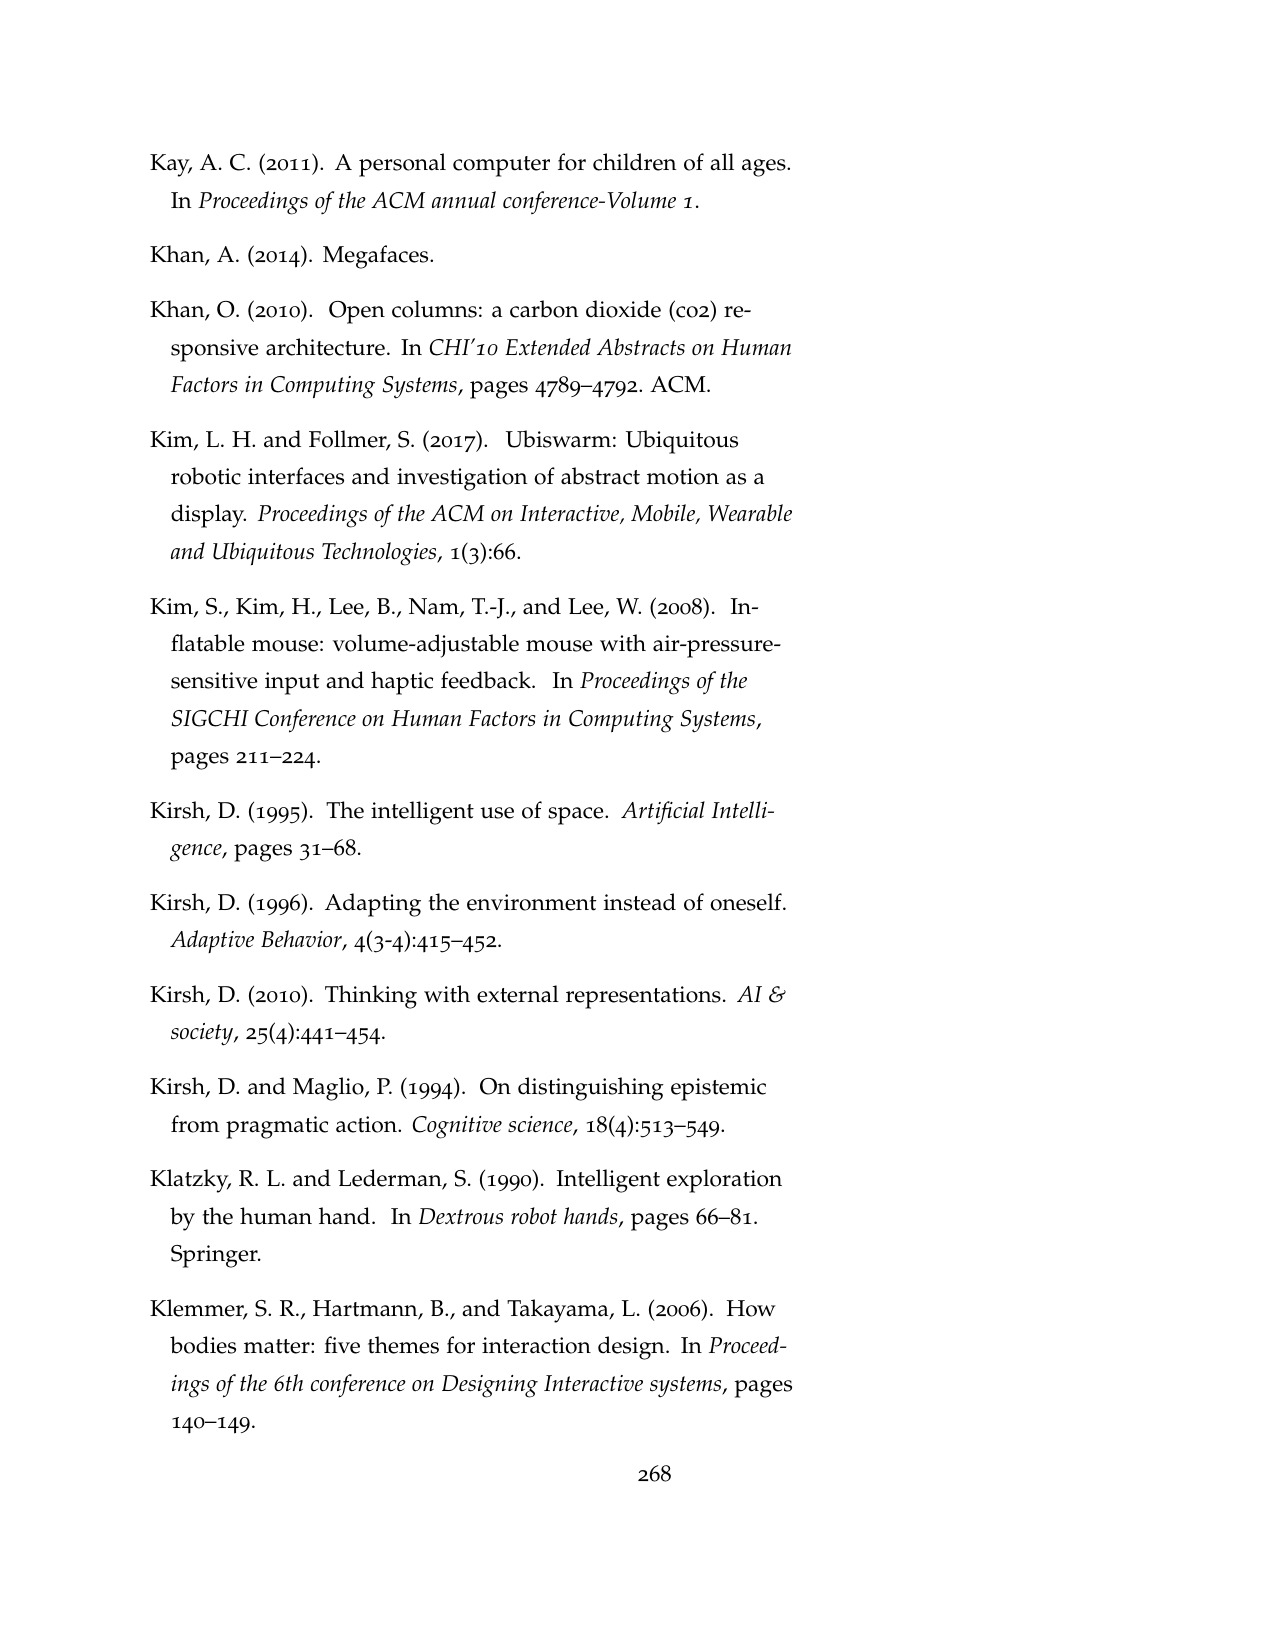 Kay, A. C. (2011). A personal computer for children of all ages.
In Proceedings of the ACM annual conference-Volume 1.
Khan, A. (2014). Megafaces.
Khan, O. (2010). Open columns: a carbon dioxide (co2) re-
sponsive architecture. In CHI'10 Extended Abstracts on Human
Factors in Computing Systems, pages 4789–4792. ACM.
Kim, L. H. and Follmer, S. (2017). Ubiswarm: Ubiquitous
robotic interfaces and investigation of abstract motion as a
display. Proceedings of the ACM on Interactive, Mobile, Wearable
and Ubiquitous Technologies, 1(3):66.
Kim, S., Kim, H., Lee, B., Nam, T.-J., and Lee, W. (2008). In-
flatable mouse: volume-adjustable mouse with air-pressure-
sensitive input and haptic feedback. In Proceedings of the
SIGCHI Conference on Human Factors in Computing Systems,
pages 211–224.
Kirsh, D. (1995). The intelligent use of space. Artificial Intelli-
gence, pages 31–68.
Kirsh, D. (1996). Adapting the environment instead of oneself.
Adaptive Behavior, 4(3-4):415–452.
Kirsh, D. (2010). Thinking with external representations. AI &
society, 25(4):441–454.
Kirsh, D. and Maglio, P. (1994). On distinguishing epistemic
from pragmatic action. Cognitive science, 18(4):513–549.
Klatzky, R. L. and Lederman, S. (1990). Intelligent exploration
by the human hand. In Dextrous robot hands, pages 66–81.
Springer.
Klemmer, S. R., Hartmann, B., and Takayama, L. (2006). How
bodies matter: five themes for interaction design. In Proceed-
ings of the 6th conference on Designing Interactive systems, pages
140–149.
268